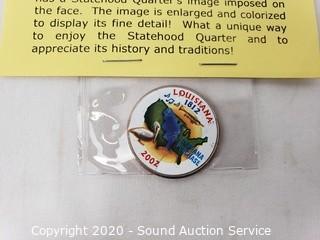 has a Statehood Quarter's image imposed on
the face. The image is enlarged and colorized
to display its fine detail! What a unique way
to enjoy the Statehood Quarter and to
appreciate its history and traditions!
LOUISIANA
1812
2002
Copyright 2020 - Sound Auction Service